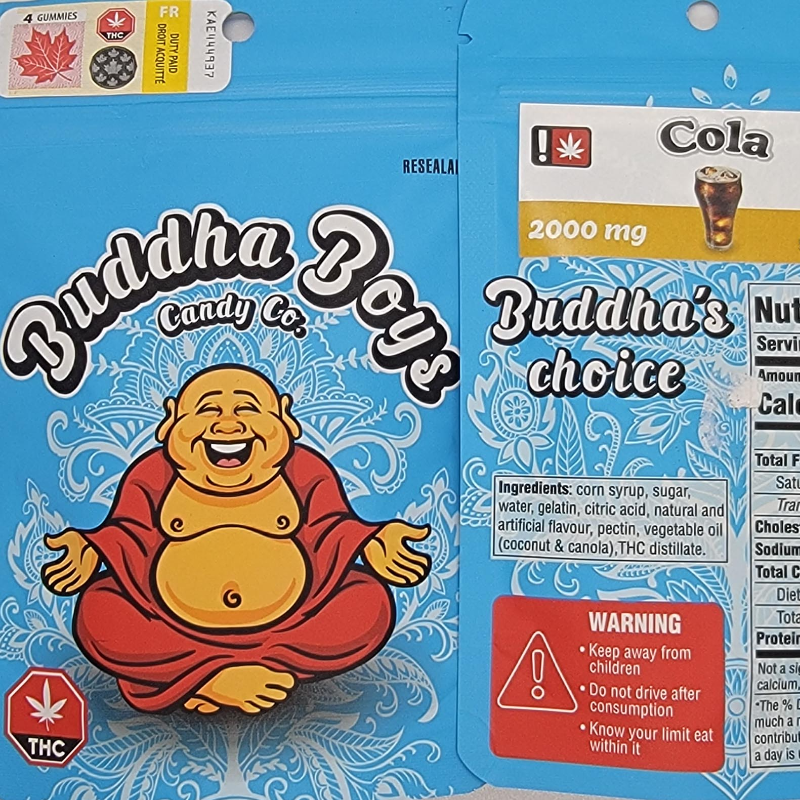 4 GUMMIES
THC
FR
DUTY PAID
DROIT ACQUITTÉ
KAE1444937
RESEALA
Buddha Boys
Candy Co.
THC
!
Cola
2000 mg
Buddha's
choice
Ingredients: corn syrup, sugar,
water, gelatin, citric acid, natural and
artificial flavour, pectin, vegetable oil
(coconut & canola),THC distillate.
WARNING
• Keep away from
children
• Do not drive after
consumption
• Know your limit eat
within it
Nut
Servin
Amoun
Calo
Total F
Satu
Tran
Choles
Sodium
Total C
Diet
Tota
Protein
Not a si
calcium,
*The % D
much a n
contribut
a day is